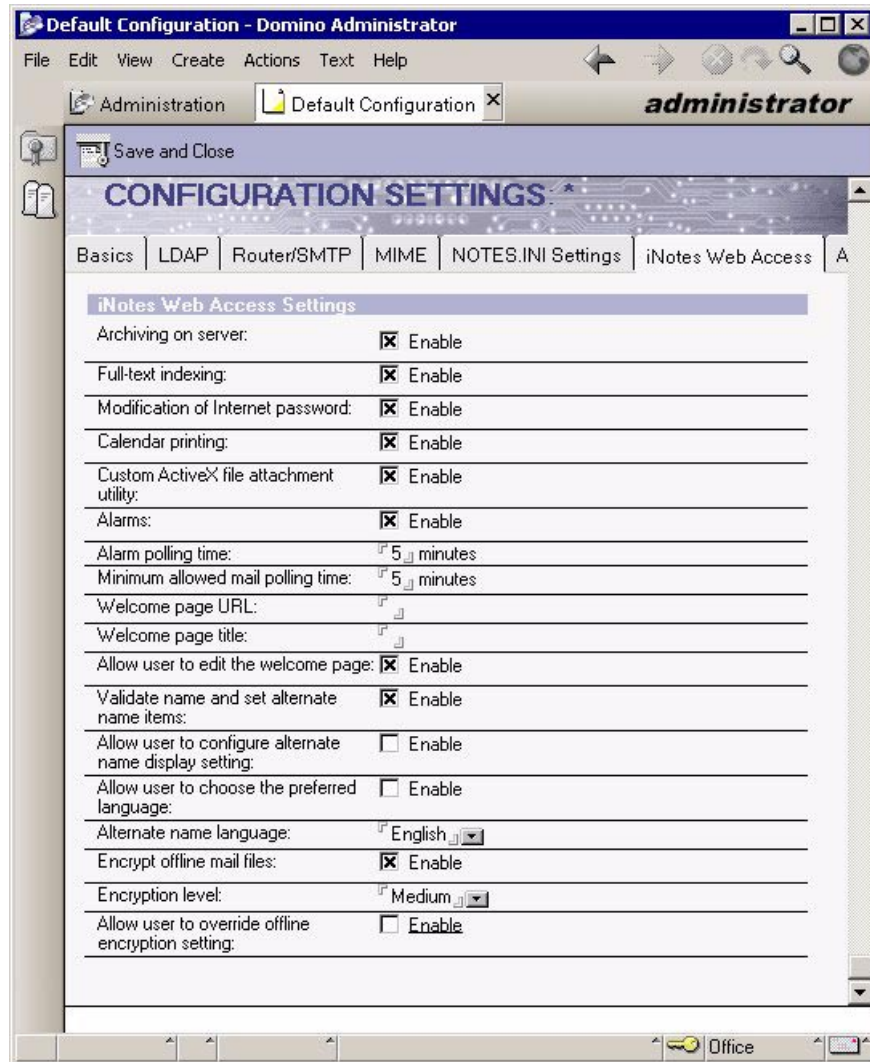 Default Configuration - Domino Administrator
File Edit View Create Actions Text Help
Administration
Default Configuration
administrator
Save and Close
CONFIGURATION SETTINGS: *
Basics LDAP Router/SMTP MIME NOTES.INI Settings iNotes Web Access A
iNotes Web Access Settings
Archiving on server: Enable
Full-text indexing: Enable
Modification of Internet password: Enable
Calendar printing: Enable
Custom ActiveX file attachment Enable
utility:
Alarms: Enable
Alarm polling time: 5 minutes
Minimum allowed mail polling time: 5 minutes
Welcome page URL:
Welcome page title:
Allow user to edit the welcome page: Enable
Validate name and set alternate Enable
name items:
Allow user to configure alternate Enable
name display setting:
Allow user to choose the preferred Enable
language:
Alternate name language: English
Encrypt offline mail files: Enable
Encryption level: Medium
Allow user to override offline Enable
encryption setting:
Office